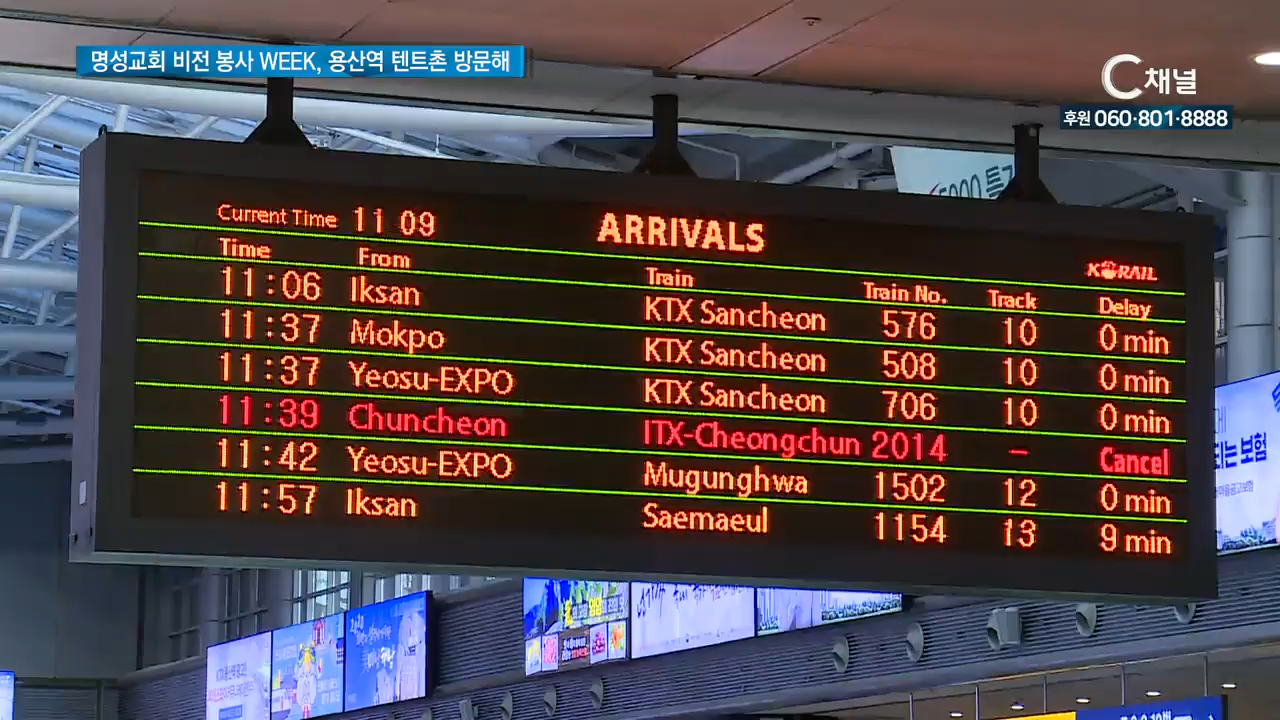 명성교회 비전 봉사 WEEK, 용산역 텐트촌 방문해
C채널
후원 060·801·8888
Current Time 11 09 ARRIVALS KORAIL
Time From Train Train No. Track Delay
11:06 Iksan KTX Sancheon 576 10 0 min
11:37 Mokpo KTX Sancheon 508 10 0 min
11:37 Yeosu-EXPO KTX Sancheon 706 10 0 min
11:39 Chuncheon ITX-Cheongchun 2014 – Cancel
11:42 Yeosu-EXPO Mugunghwa 1502 12 0 min
11:57 Iksan Saemaeul 1154 13 9 min
보험